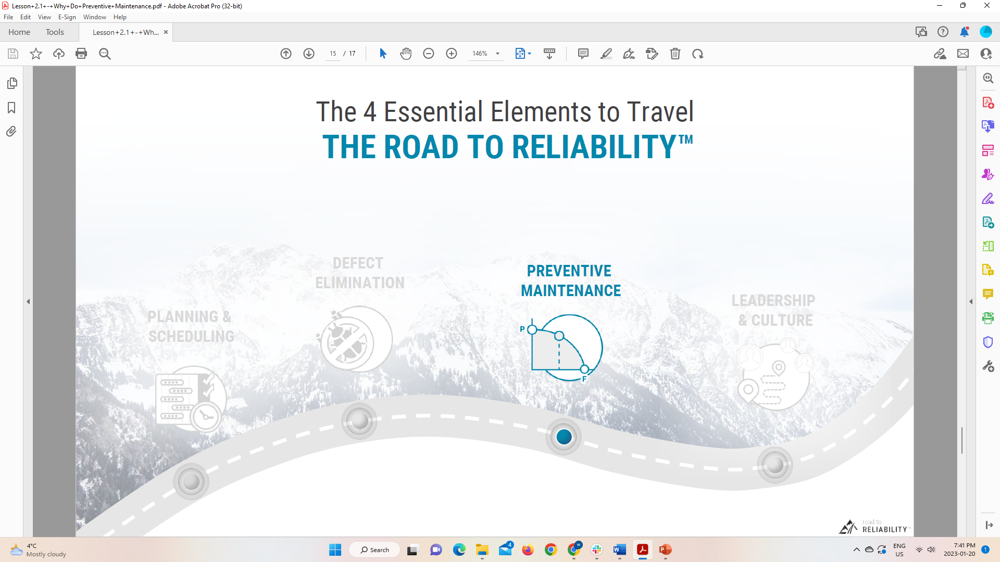 Lesson+2.1+-+Why+Do+Preventive+Maintenance.pdf - Adobe Acrobat Pro (32-bit)
File Edit View E-Sign Window Help
Home Tools Lesson+2.1+-+Wh... ×
15 / 17 146%
The 4 Essential Elements to Travel
THE ROAD TO RELIABILITY™
DEFECT
ELIMINATION
PREVENTIVE
MAINTENANCE
LEADERSHIP
& CULTURE
PLANNING &
SCHEDULING
P
F
road to
RELIABILITY™
4°C
Mostly cloudy
Search
4
W
ENG
US
7:41 PM
2023-01-20
1